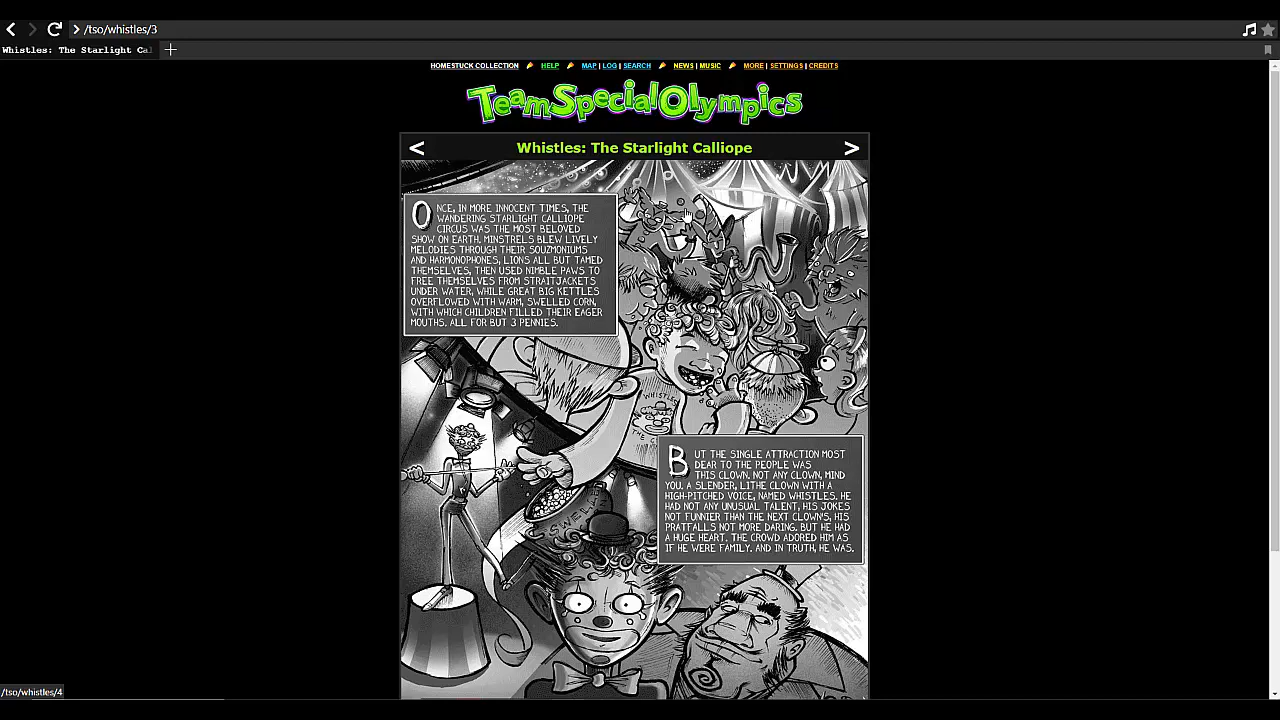 /tso/whistles/3
Whistles: The Starlight Cal
HOMESTUCK COLLECTION HELP MAP | LOG | SEARCH NEWS | MUSIC MORE | SETTINGS | CREDITS
TeamSpecialOlympics
< Whistles: The Starlight Calliope >
ONCE, IN MORE INNOCENT TIMES, THE
WANDERING STARLIGHT CALLIOPE
CIRCUS WAS THE MOST BELOVED
SHOW ON EARTH. MINSTRELS BLEW LIVELY
MELODIES THROUGH THEIR SOUZMONIUMS
AND HARMONOPHONES, LIONS ALL BUT TAMED
THEMSELVES, THEN USED NIMBLE PAWS TO
FREE THEMSELVES FROM STRAITJACKETS
UNDER WATER, WHILE GREAT BIG KETTLES
OVERFLOWED WITH WARM, SWELLED CORN,
WITH WHICH CHILDREN FILLED THEIR EAGER
MOUTHS. ALL FOR BUT 3 PENNIES.
WHISTLES
BUT THE SINGLE ATTRACTION MOST
DEAR TO THE PEOPLE WAS
THIS CLOWN. NOT ANY CLOWN, MIND
YOU. A SLENDER, LITHE CLOWN WITH A
HIGH-PITCHED VOICE, NAMED WHISTLES. HE
HAD NOT ANY UNUSUAL TALENT, HIS JOKES
NOT FUNNIER THAN THE NEXT CLOWN'S, HIS
PRATFALLS NOT MORE DARING. BUT HE HAD
A HUGE HEART. THE CROWD ADORED HIM AS
IF HE WERE FAMILY. AND IN TRUTH, HE WAS.
/tso/whistles/4